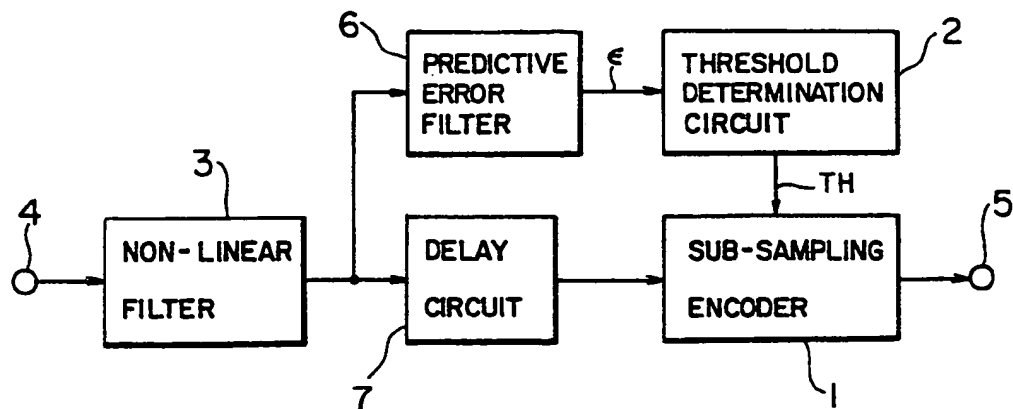 6
PREDICTIVE
ERROR
FILTER
ϵ
THRESHOLD
DETERMINATION
CIRCUIT
2
TH
3
4
NON-LINEAR
FILTER
DELAY
CIRCUIT
7
SUB-SAMPLING
ENCODER
1
5